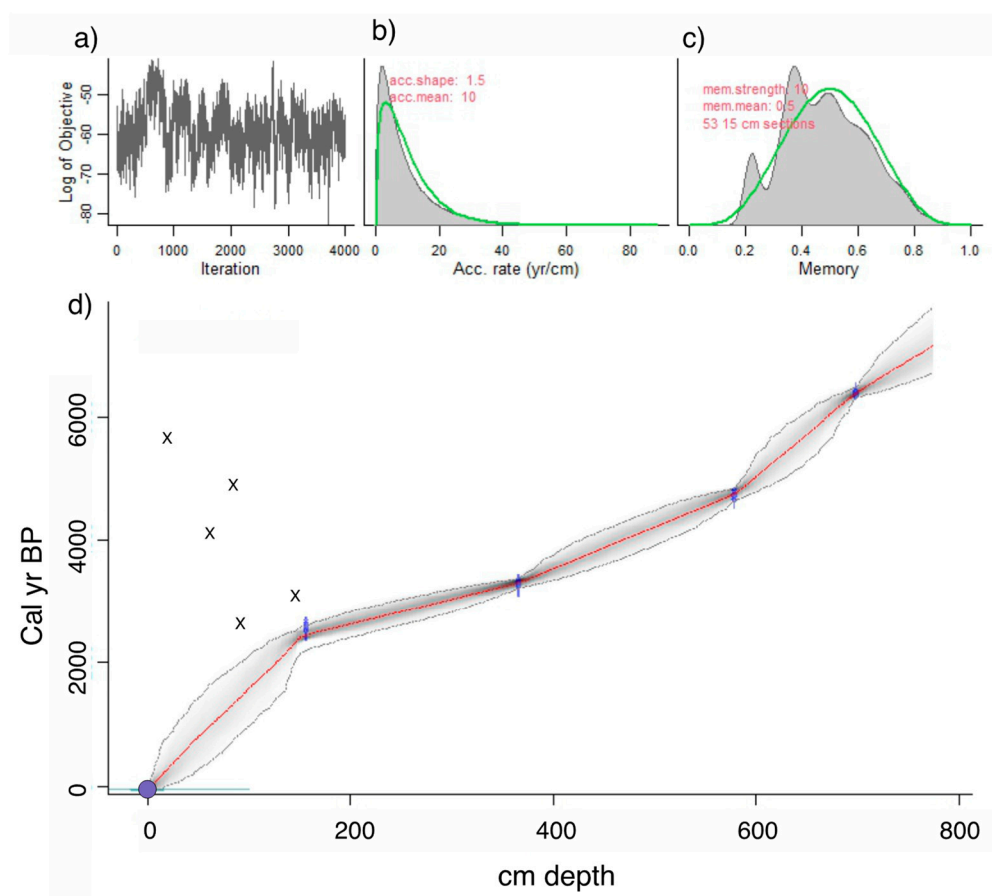 a)
-50
-60
-70
-80
Log of Objective
0 1000 2000 3000 4000
Iteration
b)
acc.shape: 1.5
acc.mean: 10
0 20 40 60 80
Acc. rate (yr/cm)
c)
mem.strength: 10
mem.mean: 0.5
53 15 cm sections
0.0 0.2 0.4 0.6 0.8 1.0
Memory
d)
6000
4000
2000
0
Cal yr BP
x
x
x
x
x
0 200 400 600 800
cm depth